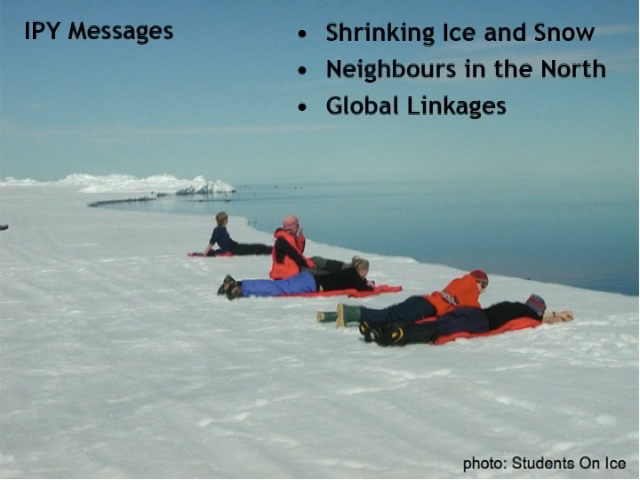 IPY Messages
• Shrinking Ice and Snow
• Neighbours in the North
• Global Linkages
photo: Students On Ice